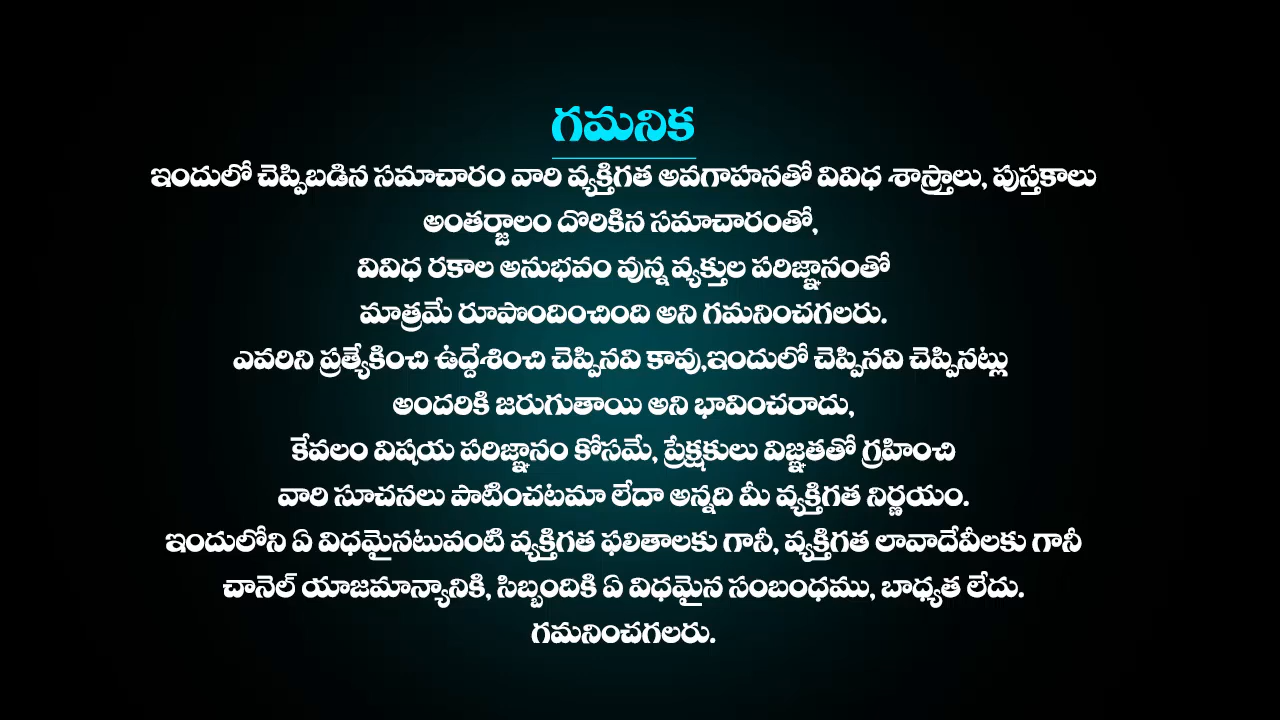 గమనిక
ఇందులో చెప్పిబడిన సమాచారం వారి వ్యక్తిగత అవగాహనతో వివిధ శాస్త్రాలు, పుస్తకాలు
అంతర్జాలం దొరికిన సమాచారంతో,
వివిధ రకాల అనుభవం వున్న వ్యక్తుల పరిజ్ఞానంతో
మాత్రమే రూపొందించింది అని గమనించగలరు.
ఎవరిని ప్రత్యేకించి ఉద్దేశించి చెప్పినవి కావు,ఇందులో చెప్పినవి చెప్పినట్లు
అందరికి జరుగుతాయి అని భావించరాదు,
కేవలం విషయ పరిజ్ఞానం కోసమే, ప్రేక్షకులు విజ్ఞతతో గ్రహించి
వారి సూచనలు పాటించటమా లేదా అన్నది మీ వ్యక్తిగత నిర్ణయం.
ఇందులోని ఏ విధమైనటువంటి వ్యక్తిగత ఫలితాలకు గానీ, వ్యక్తిగత లావాదేవీలకు గానీ
చానెల్ యాజమాన్యానికి, సిబ్బందికి ఏ విధమైన సంబంధము, బాధ్యత లేదు.
గమనించగలరు.